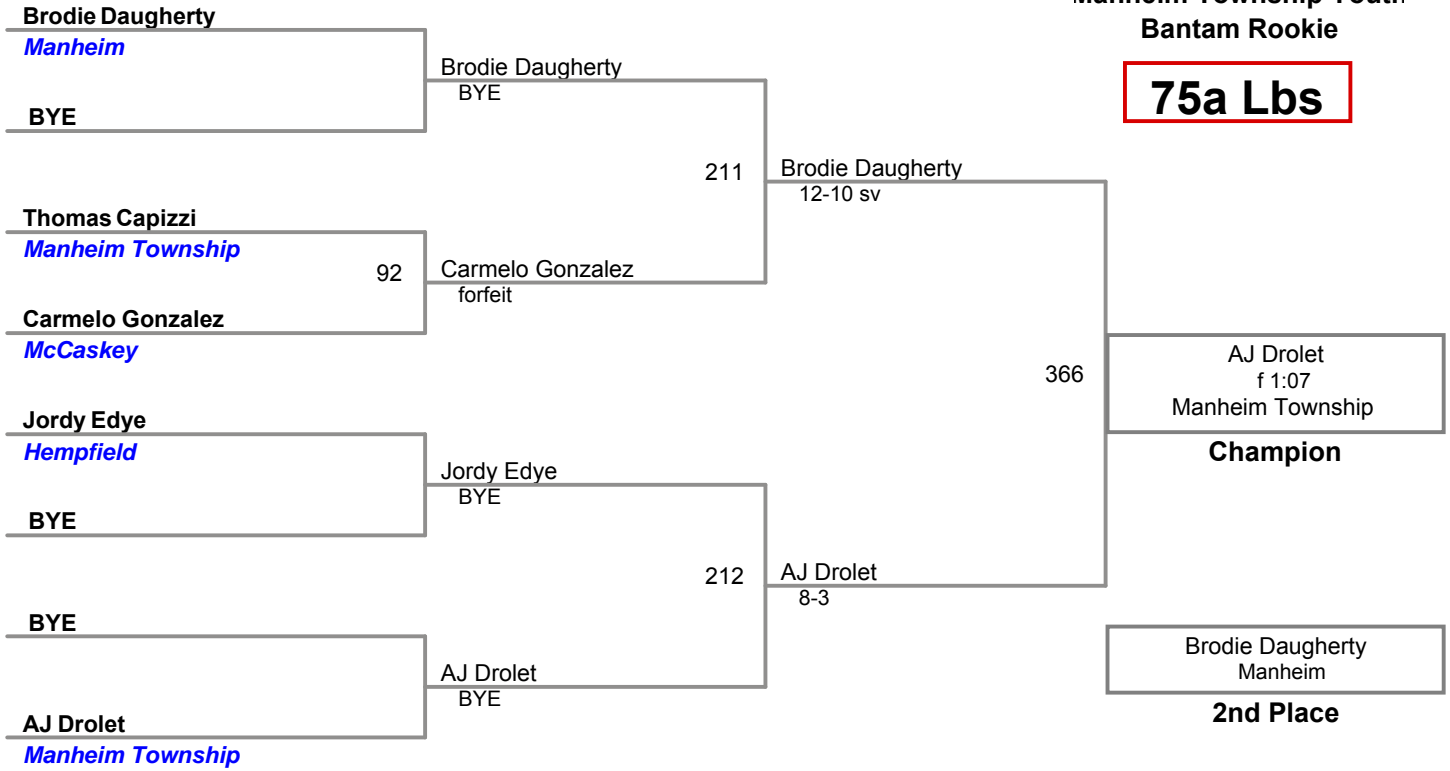 Manheim Township Youth
Bantam Rookie
75a Lbs
Brodie Daugherty
Manheim
BYE
Thomas Capizzi
Manheim Township
92
Carmelo Gonzalez
McCaskey
Jordy Edye
Hempfield
BYE
BYE
AJ Drolet
Manheim Township
Brodie Daugherty
BYE
211
Carmelo Gonzalez
forfeit
Jordy Edye
BYE
212
AJ Drolet
BYE
Brodie Daugherty
12-10 sv
366
AJ Drolet
8-3
AJ Drolet
f 1:07
Manheim Township
Champion
Brodie Daugherty
Manheim
2nd Place